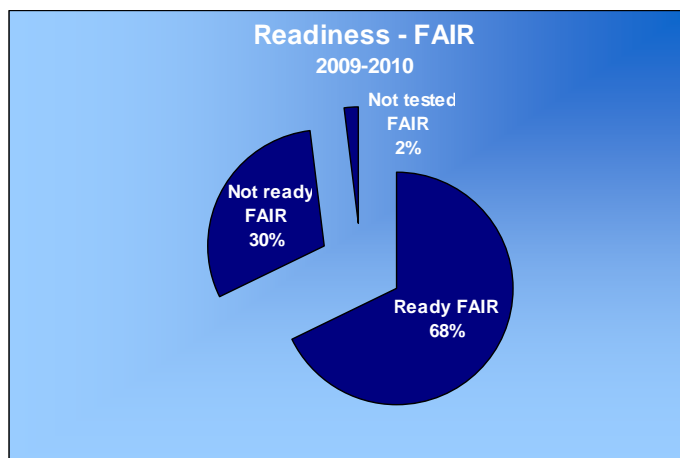 Readiness - FAIR
2009-2010
Not tested
FAIR
2%
Not ready
FAIR
30%
Ready FAIR
68%